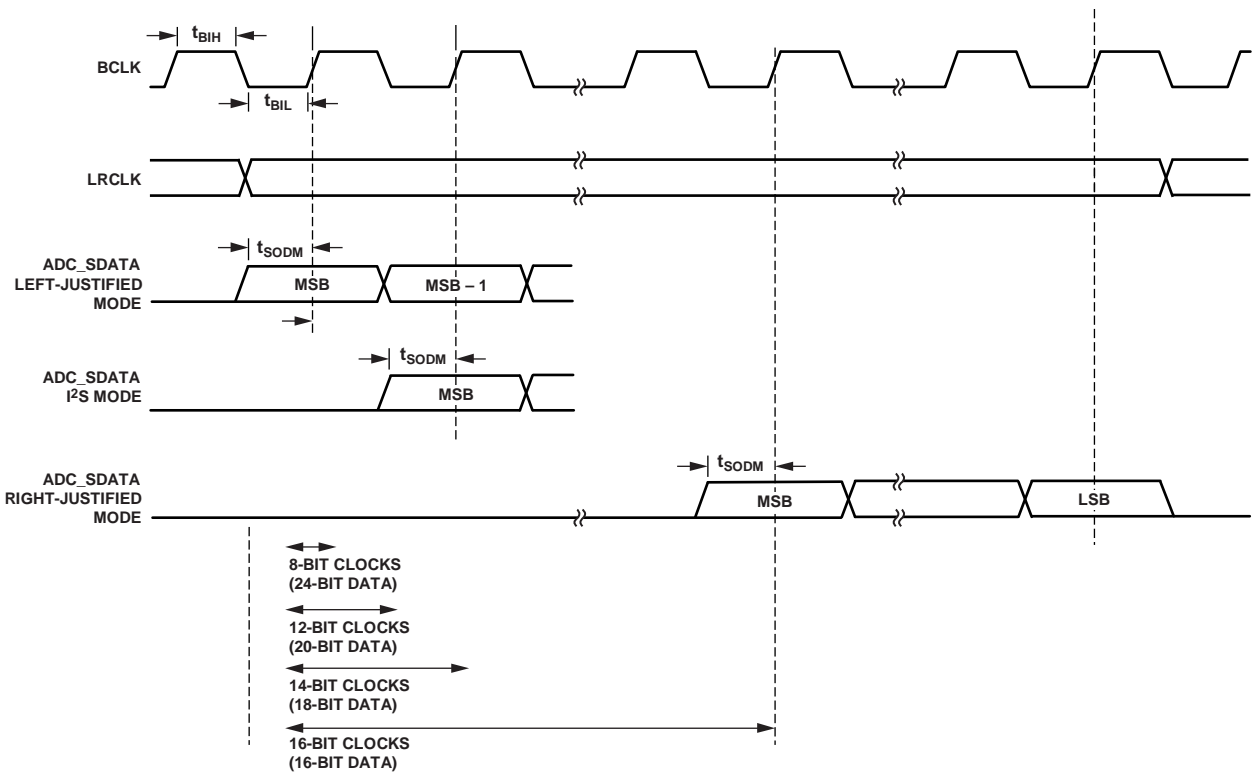 tBIH
BCLK
tBIL
LRCLK
tSODM
ADC_SDATA
LEFT-JUSTIFIED
MODE
MSB
MSB – 1
tSODM
ADC_SDATA
I2S MODE
MSB
tSODM
ADC_SDATA
RIGHT-JUSTIFIED
MODE
MSB
LSB
8-BIT CLOCKS
(24-BIT DATA)
12-BIT CLOCKS
(20-BIT DATA)
14-BIT CLOCKS
(18-BIT DATA)
16-BIT CLOCKS
(16-BIT DATA)